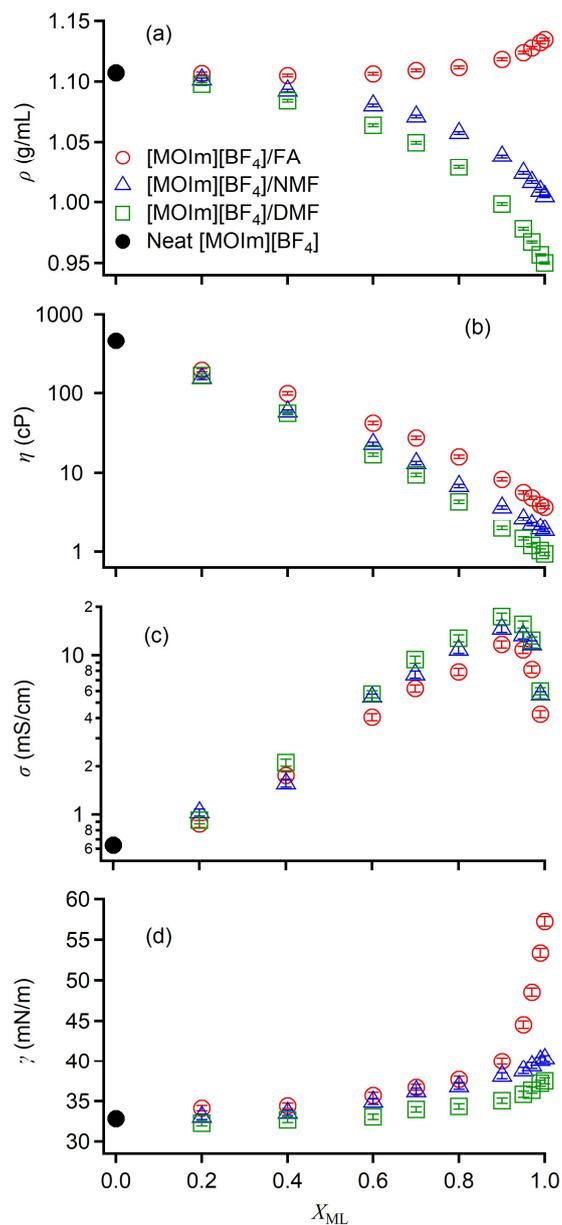 1.15
(a)
1.10
ρ (g/mL)
1.05
[MOIm][BF4]/FA
[MOIm][BF4]/NMF
1.00
[MOIm][BF4]/DMF
Neat [MOIm][BF4]
0.95
1000
(b)
100
η (cP)
10
1
2
(c)
10
8
6
σ (mS/cm)
4
2
1
8
6
60
(d)
55
50
γ (mN/m)
45
40
35
30
0.0 0.2 0.4 0.6 0.8 1.0
XML